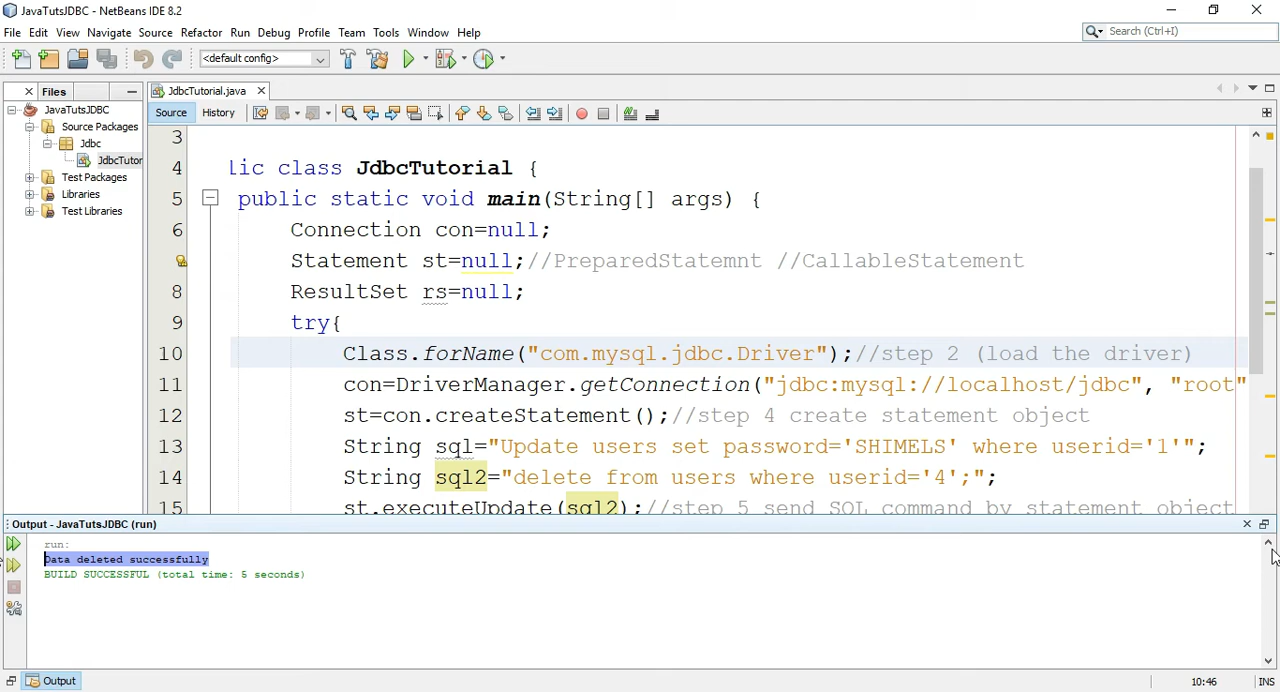 JavaTutsJDBC - NetBeans IDE 8.2
File Edit View Navigate Source Refactor Run Debug Profile Team Tools Window Help
Search (Ctrl+I)
<default config>
Files
JdbcTutorial.java
JavaTutsJDBC
Source Packages
Jdbc
JdbcTutor
Test Packages
Libraries
Test Libraries
Source History
3
4 lic class JdbcTutorial {
5 public static void main(String[] args) {
6 Connection con=null;
Statement st=null;//PreparedStatemnt //CallableStatement
8 ResultSet rs=null;
9 try{
10 Class.forName("com.mysql.jdbc.Driver");//step 2 (load the driver)
11 con=DriverManager.getConnection("jdbc:mysql://localhost/jdbc", "root"
12 st=con.createStatement();//step 4 create statement object
13 String sql="Update users set password='SHIMELS' where userid='1'";
14 String sql2="delete from users where userid='4';";
15 st.executeUpdate(sql2);//step 5 send SQL command by statement object
Output - JavaTutsJDBC (run)
run:
Data deleted successfully
BUILD SUCCESSFUL (total time: 5 seconds)
Output
10:46 INS